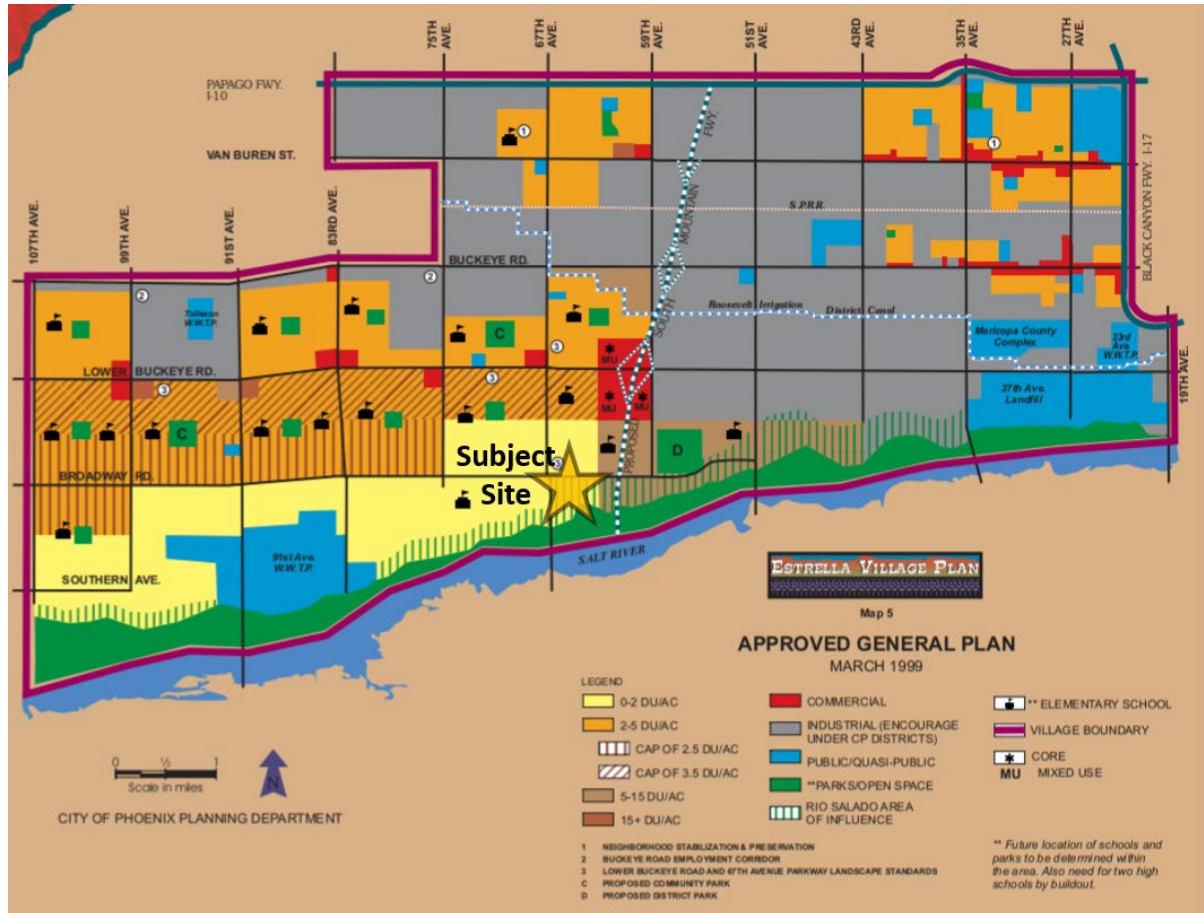 75TH
AVE.
67TH
AVE.
59TH
AVE.
51ST
AVE.
43RD
AVE.
35TH
AVE.
27TH
AVE.
PAPAGO FWY.
I-10
FWY.
1
1
VAN BUREN ST.
S.P.R.R.
MOUNTAIN
BLACK CANYON FWY. I-17
107TH AVE.
99TH AVE.
91ST AVE.
83RD AVE.
BUCKEYE RD.
2
2
Tolleson
W.W.T.P.
SOUTH
Roosevelt Irrigation District Canal
Maricopa County
Complex
23rd
Ave.
W.W.T.P.
C
3
MU
LOWER BUCKEYE RD.
3
3
MU
MU
27th Ave.
Landfill
19TH AVE.
C
PROPOSED
D
Subject
Site
3
BROADWAY RD.
91st Ave.
W.W.T.P.
SALT RIVER
SOUTHERN AVE.
ESTRELLA VILLAGE PLAN
Map 5
APPROVED GENERAL PLAN
MARCH 1999
LEGEND
0-2 DU/AC
2-5 DU/AC
CAP OF 2.5 DU/AC
CAP OF 3.5 DU/AC
5-15 DU/AC
15+ DU/AC
COMMERCIAL
INDUSTRIAL (ENCOURAGE
UNDER CP DISTRICTS)
PUBLIC/QUASI-PUBLIC
**PARKS/OPEN SPACE
RIO SALADO AREA
OF INFLUENCE
** ELEMENTARY SCHOOL
VILLAGE BOUNDARY
CORE
MU MIXED USE
0 1/2 1
Scale in miles
N
CITY OF PHOENIX PLANNING DEPARTMENT
1 NEIGHBORHOOD STABILIZATION & PRESERVATION
2 BUCKEYE ROAD EMPLOYMENT CORRIDOR
3 LOWER BUCKEYE ROAD AND 67TH AVENUE PARKWAY LANDSCAPE STANDARDS
C PROPOSED COMMUNITY PARK
D PROPOSED DISTRICT PARK
** Future location of schools and
parks to be determined within
the area. Also need for two high
schools by buildout.